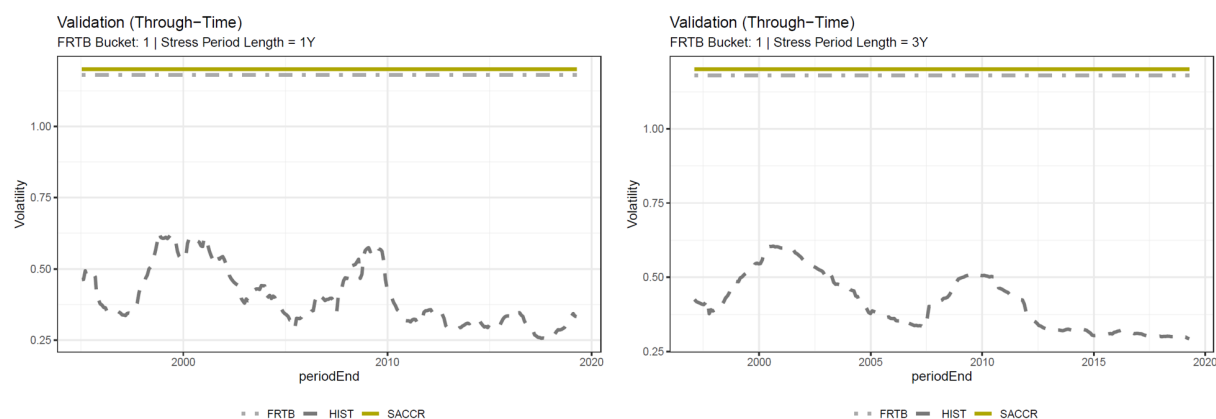 Validation (Through−Time)
FRTB Bucket: 1 | Stress Period Length = 1Y
1.00
0.75
0.50
0.25
Volatility
2000
2010
2020
periodEnd
FRTB
HIST
SACCR
Validation (Through−Time)
FRTB Bucket: 1 | Stress Period Length = 3Y
1.00
0.75
0.50
0.25
Volatility
2000
2005
2010
2015
2020
periodEnd
FRTB
HIST
SACCR